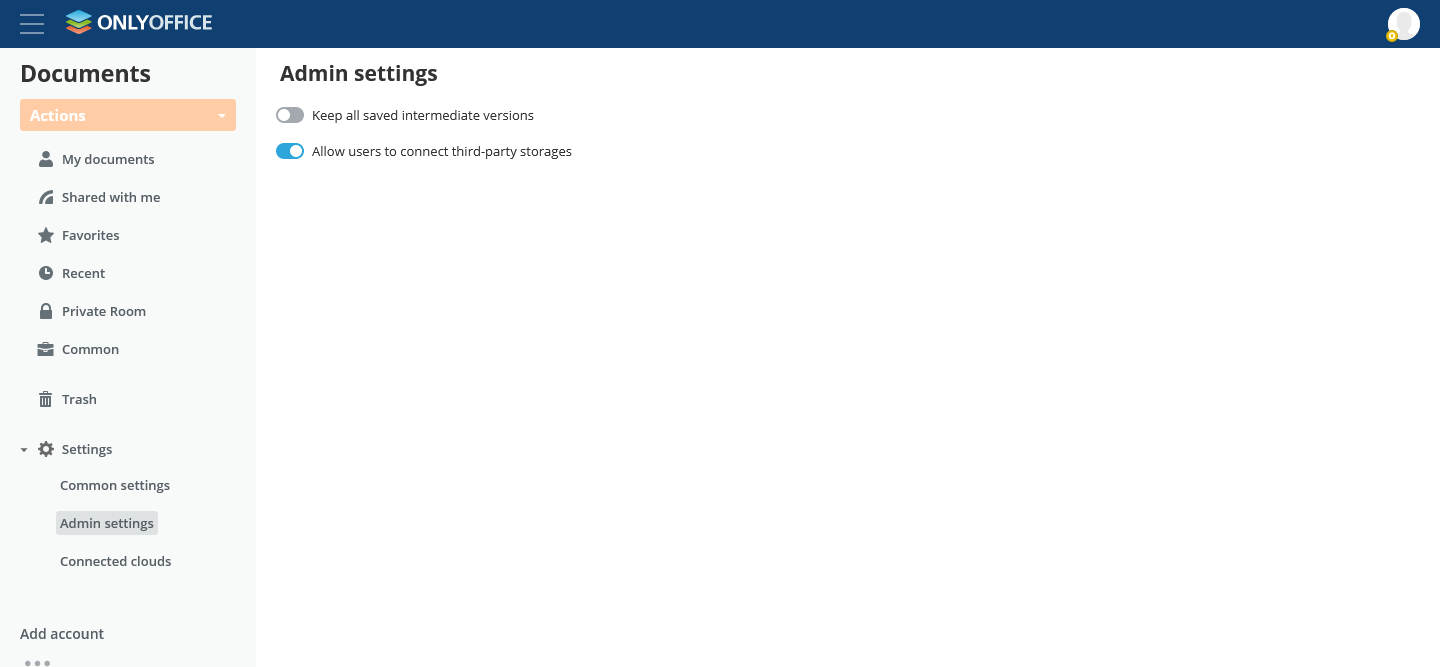 ONLYOFFICE
Documents
Actions
My documents
Shared with me
Favorites
Recent
Private Room
Common
Trash
Settings
Common settings
Admin settings
Connected clouds
Add account
Admin settings
Keep all saved intermediate versions
Allow users to connect third-party storages